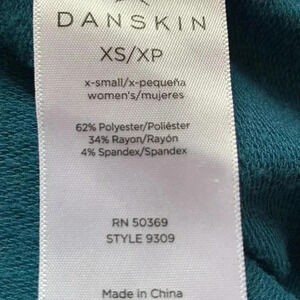 DANSKIN
XS/XP
x-small/x-pequeña
women's/mujeres
62% Polyester/Poliéster
34% Rayon/Rayón
4% Spandex/Spandex
RN 50369
STYLE 9309
Made in China